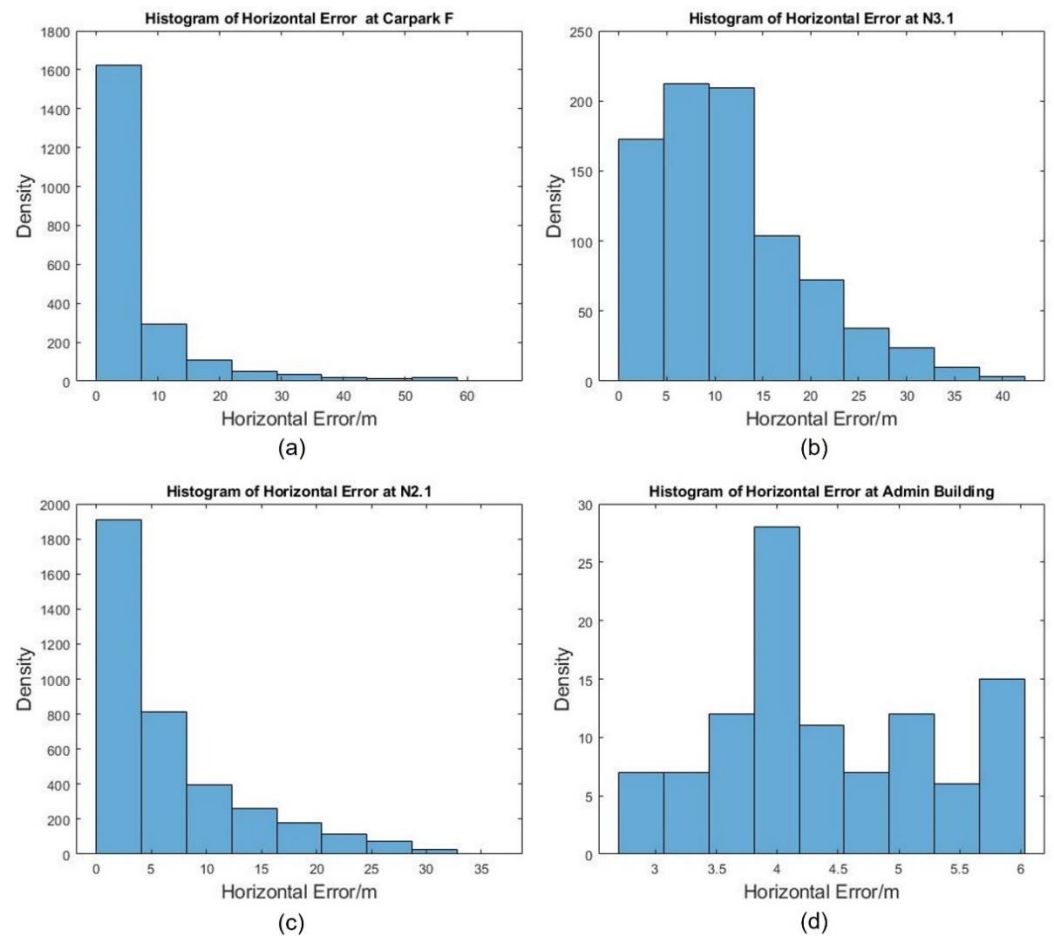 Histogram of Horizontal Error at Carpark F
1800
1600
1400
1200
1000
800
600
400
200
0
Density
0 10 20 30 40 50 60
Horizontal Error/m
(a)
Histogram of Horizontal Error at N3.1
250
200
150
100
50
0
Density
0 5 10 15 20 25 30 35 40
Horzontal Error/m
(b)
Histogram of Horizontal Error at N2.1
2000
1800
1600
1400
1200
1000
800
600
400
200
0
Density
0 5 10 15 20 25 30 35
Horizontal Error/m
(c)
Histogram of Horizontal Error at Admin Building
30
25
20
15
10
5
0
Density
3 3.5 4 4.5 5 5.5 6
Horizontal Error/m
(d)